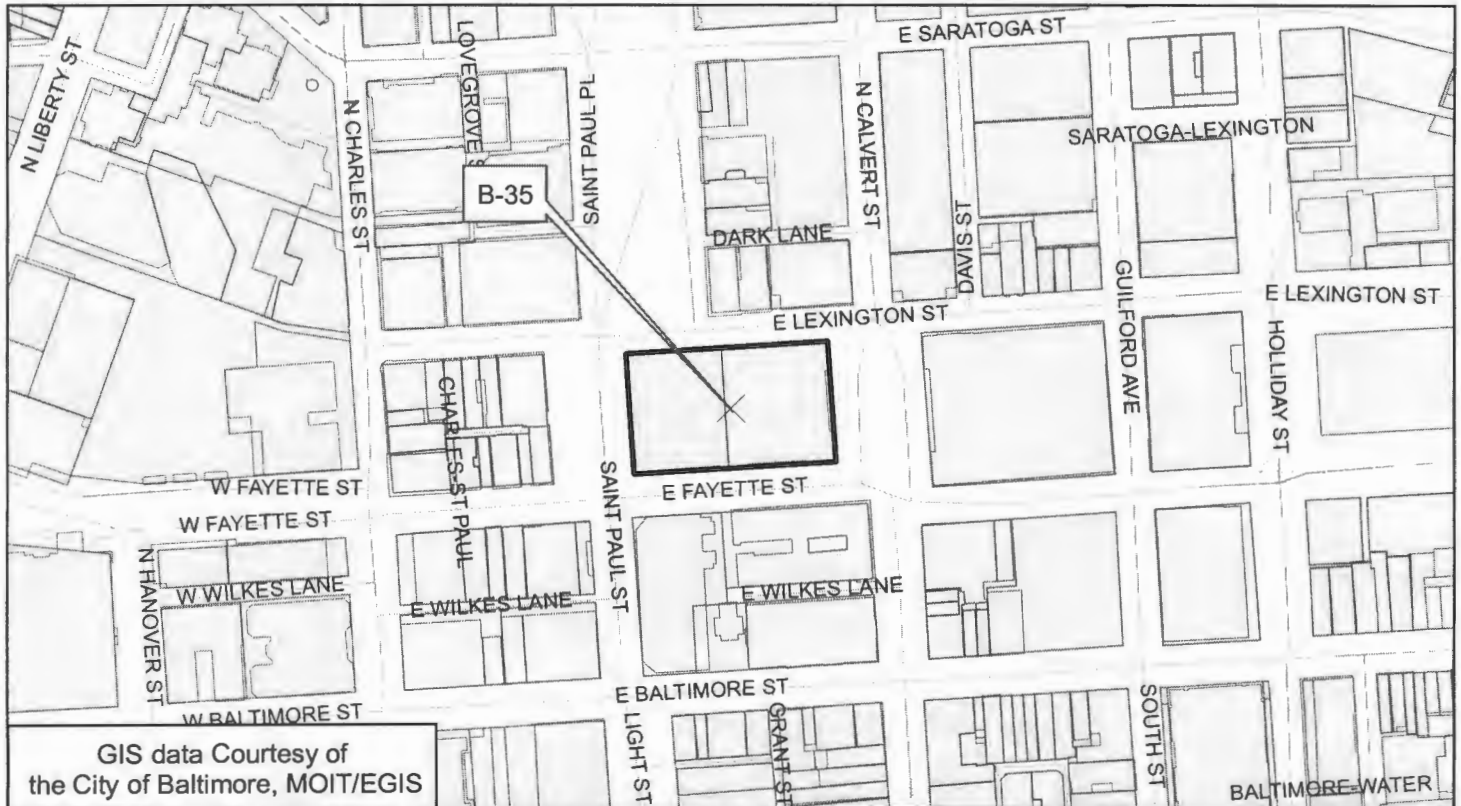 E SARATOGA ST
N LIBERTY ST
LOVEGROVE S
SAINT PAUL PL
N CHARLES ST
N CALVERT ST
SARATOGA-LEXINGTON
B-35
DAVIS ST
DARK LANE
GUILFORD AVE
E LEXINGTON ST
E LEXINGTON ST
HOLLIDAY ST
CHARLES-ST PAUL
W FAYETTE ST
E FAYETTE ST
SAINT PAUL ST
W FAYETTE ST
N HANOVER ST
W WILKES LANE
E WILKES LANE
E WILKES LANE
E BALTIMORE ST
W BALTIMORE ST
LIGHT ST
GRANT ST
SOUTH ST
GIS data Courtesy of
the City of Baltimore, MOIT/EGIS
BALTIMORE-WATER